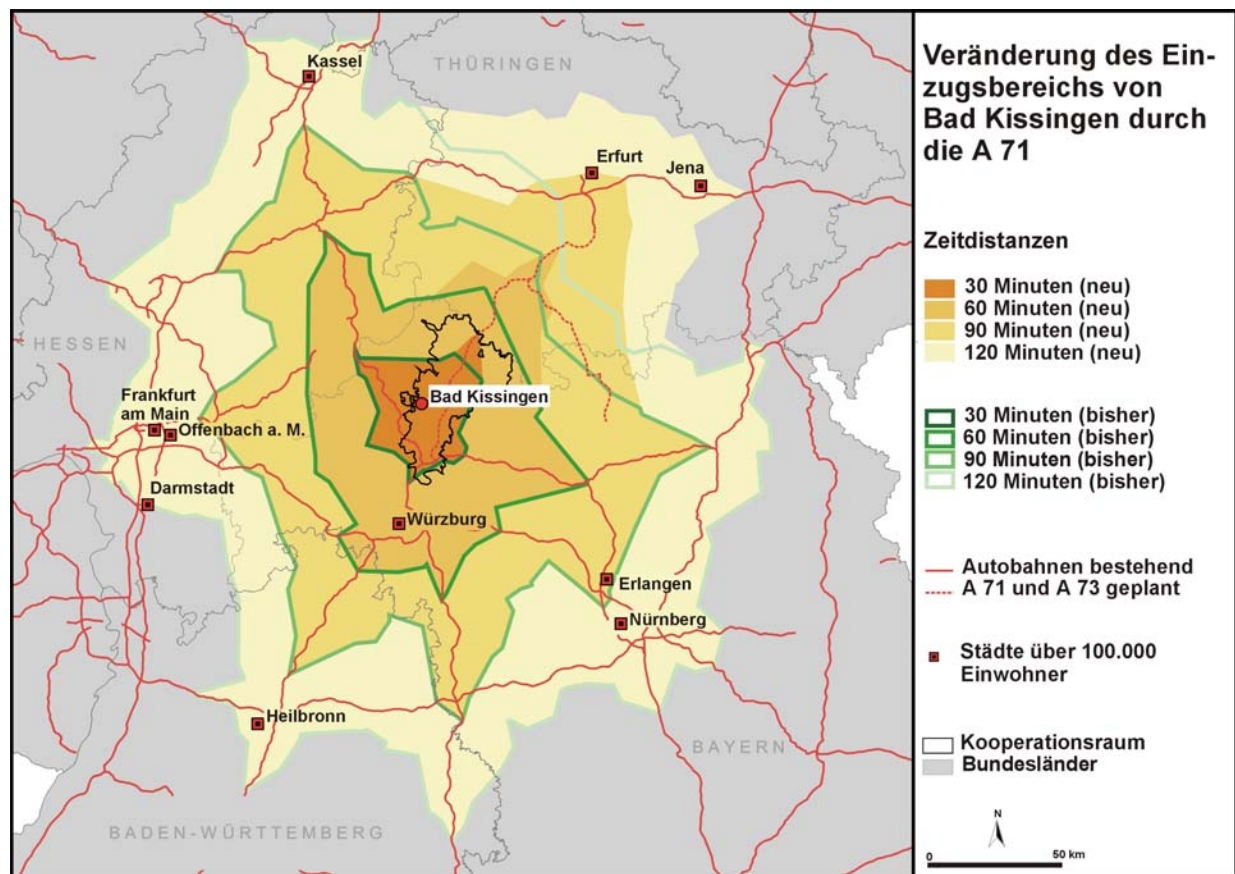 Kassel
THÜRINGEN
Erfurt
Jena
HESSEN
Bad Kissingen
Frankfurt
am Main
Offenbach a. M.
Darmstadt
Würzburg
Erlangen
Nürnberg
Heilbronn
BAYERN
BADEN-WÜRTTEMBERG
Veränderung des Ein-
zugsbereichs von
Bad Kissingen durch
die A 71
Zeitdistanzen
30 Minuten (neu)
60 Minuten (neu)
90 Minuten (neu)
120 Minuten (neu)
30 Minuten (bisher)
60 Minuten (bisher)
90 Minuten (bisher)
120 Minuten (bisher)
Autobahnen bestehend
A 71 und A 73 geplant
Städte über 100.000
Einwohner
Kooperationsraum
Bundesländer
N
0 50 km